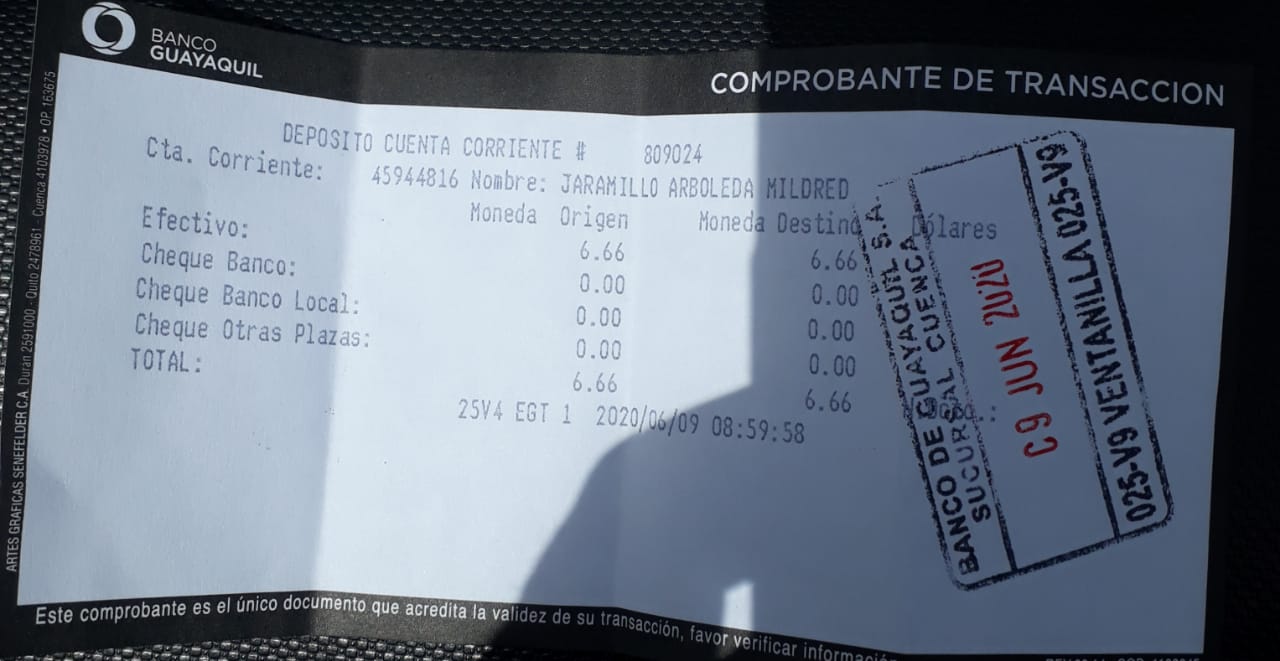 BANCO
GUAYAQUIL
COMPROBANTE DE TRANSACCION
DEPOSITO CUENTA CORRIENTE # 809024
Cta. Corriente: 45944816 Nombre: JARAMILLO ARBOLEDA MILDRED
Moneda Origen Moneda Destino Dólares
Efectivo: 6.66 6.66
Cheque Banco: 0.00 0.00
Cheque Banco Local: 0.00 0.00
Cheque Otras Plazas: 0.00 0.00
TOTAL: 6.66 6.66
25V4 EGT 1 2020/06/09 08:59:58
BANCO DE GUAYAQUIL S.A.
SUCURSAL CUENCA
09 JUN 2020
025-V9 VENTANILLA 025-V9
Este comprobante es el único documento que acredita la validez de su transacción, favor verificar
ARTES GRAFICAS SENEFELDER C.A. Duran 2591000 - Quito 2478961 - Cuenca 4103978 • OP 163675